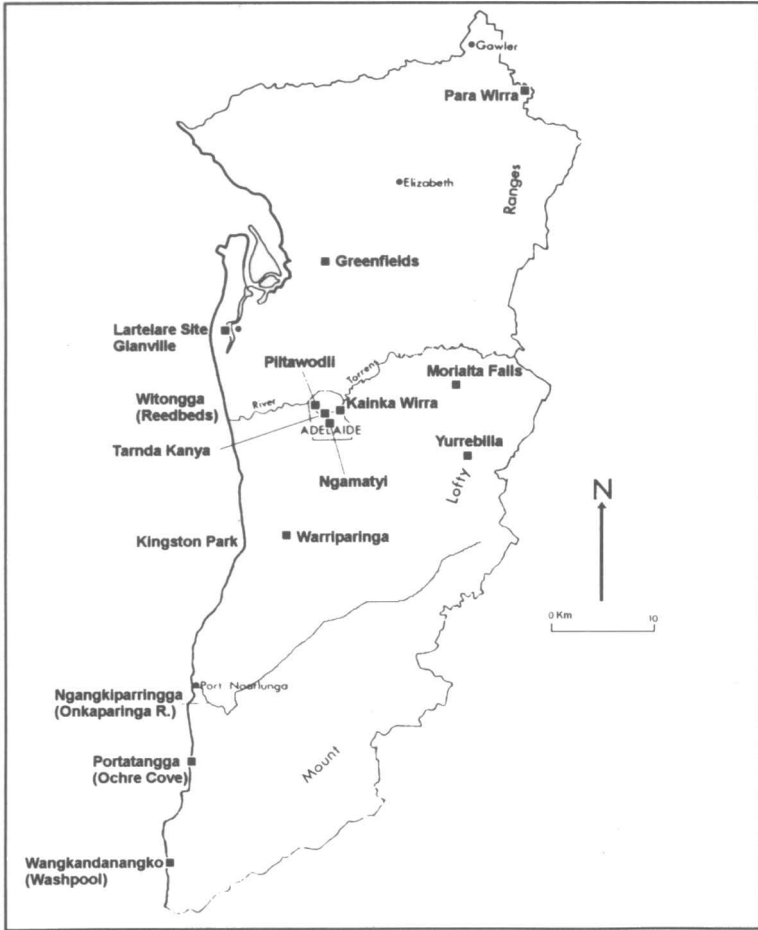 Gawler
Para Wirra
Elizabeth
Ranges
Greenfields
Lartelare Site
Glanville
Piltawodli
Torrens
Morialta Falls
Witongga
(Reedbeds)
River
Kainka Wirra
ADELAIDE
Tarnda Kanya
Yurrebilla
Ngamatyi
Lofty
N
Kingston Park
Warriparinga
0 Km 10
Port Noarlunga
Ngangkiparringga
(Onkaparinga R.)
Portatangga
(Ochre Cove)
Mount
Wangkandanangko
(Washpool)